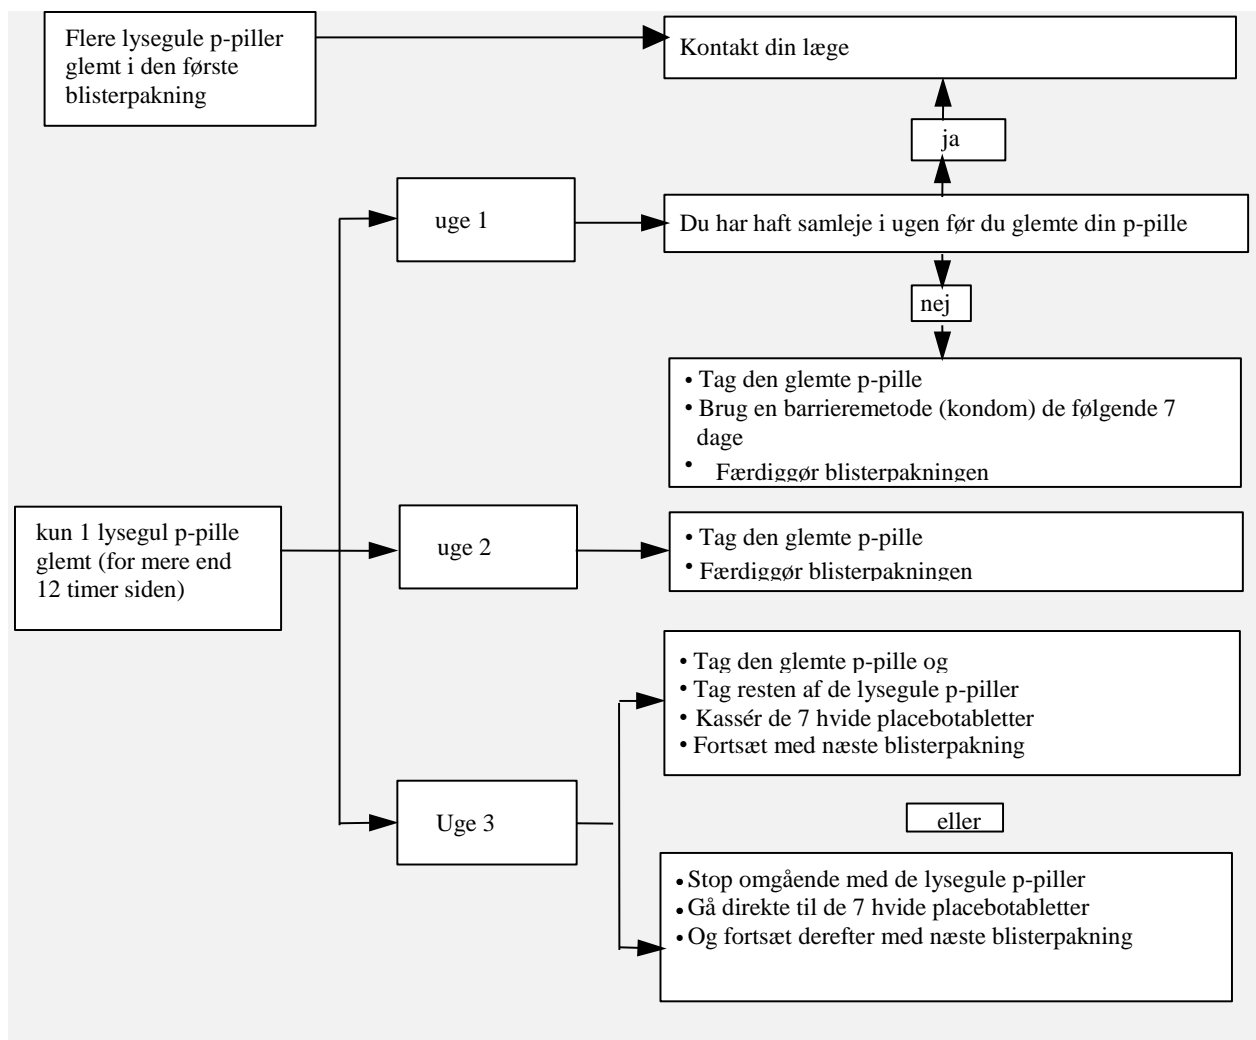 Flere lysegule p-piller
glemt i den første
blisterpakning
Kontakt din læge
ja
uge 1
Du har haft samleje i ugen før du glemte din p-pille
nej
• Tag den glemte p-pille
• Brug en barrieremetode (kondom) de følgende 7
dage
• Færdiggør blisterpakningen
kun 1 lysegul p-pille
glemt (for mere end
12 timer siden)
uge 2
• Tag den glemte p-pille
• Færdiggør blisterpakningen
Uge 3
• Tag den glemte p-pille og
• Tag resten af de lysegule p-piller
• Kassér de 7 hvide placebotabletter
• Fortsæt med næste blisterpakning
eller
• Stop omgående med de lysegule p-piller
• Gå direkte til de 7 hvide placebotabletter
• Og fortsæt derefter med næste blisterpakning